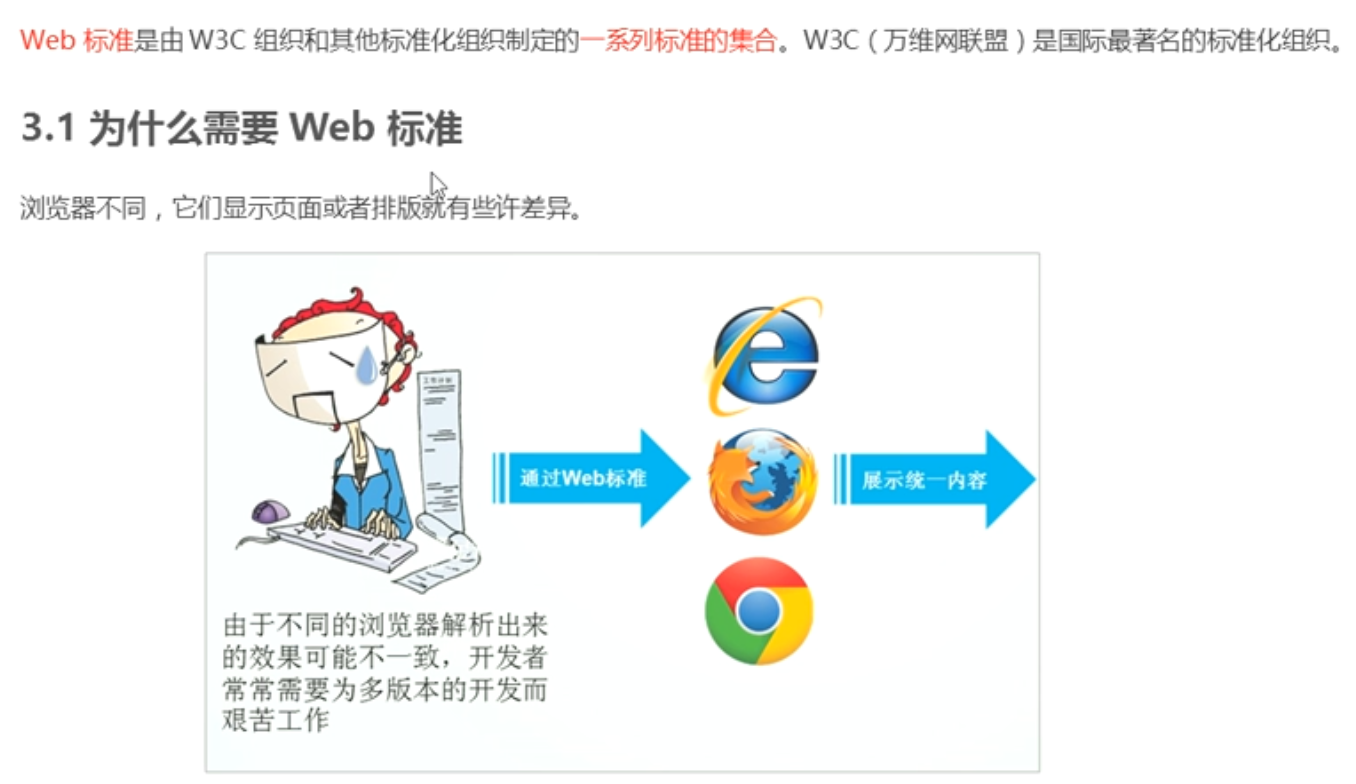 Web 标准是由 W3C 组织和其他标准化组织制定的一系列标准的集合。W3C（万维网联盟）是国际最著名的标准化组织。
3.1 为什么需要 Web 标准
浏览器不同，它们显示页面或者排版就有些许差异。
工作计划
通过Web标准
展示统一内容
由于不同的浏览器解析出来
的效果可能不一致，开发者
常常需要为多版本的开发而
艰苦工作